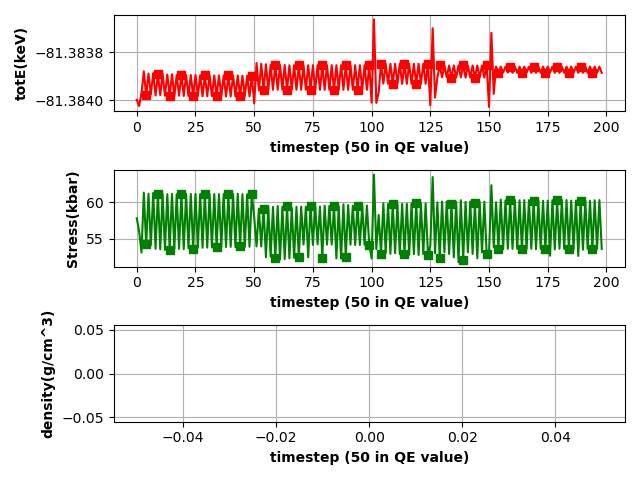 totE(keV)
−81.3838
−81.3840
0 25 50 75 100 125 150 175 200
timestep (50 in QE value)
Stress(kbar)
60
55
0 25 50 75 100 125 150 175 200
timestep (50 in QE value)
density(g/cm^3)
0.05
0.00
−0.05
−0.04 −0.02 0.00 0.02 0.04
timestep (50 in QE value)